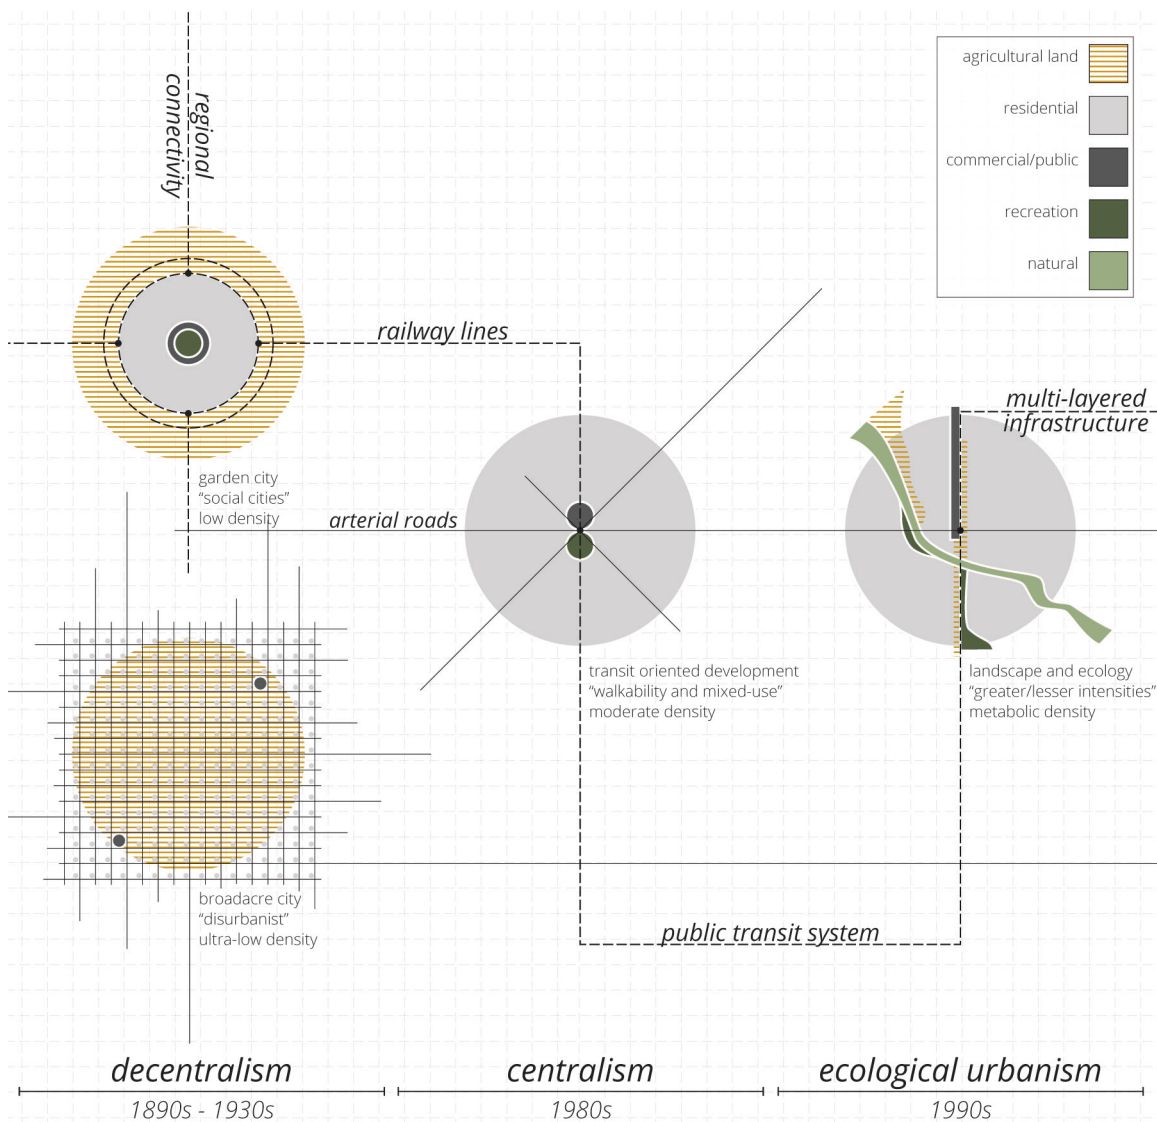 regional
connectivity
agricultural land
residential
commercial/public
recreation
natural
railway lines
multi-layered
infrastructure
garden city
“social cities”
low density
arterial roads
transit oriented development
“walkability and mixed-use”
moderate density
landscape and ecology
“greater/lesser intensities”
metabolic density
broadacre city
“disurbanist”
ultra-low density
public transit system
decentralism
centralism
ecological urbanism
1890s - 1930s
1980s
1990s